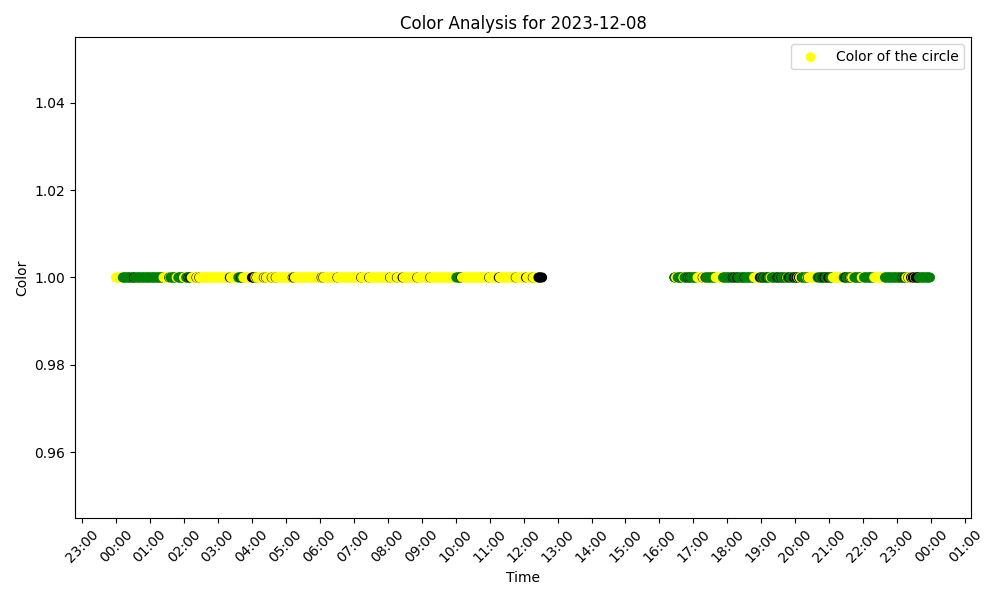 Color Analysis for 2023-12-08
Color of the circle
1.04
1.02
1.00
0.98
0.96
Color
23:00 00:00 01:00 02:00 03:00 04:00 05:00 06:00 07:00 08:00 09:00 10:00 11:00 12:00 13:00 14:00 15:00 16:00 17:00 18:00 19:00 20:00 21:00 22:00 23:00 00:00 01:00
Time